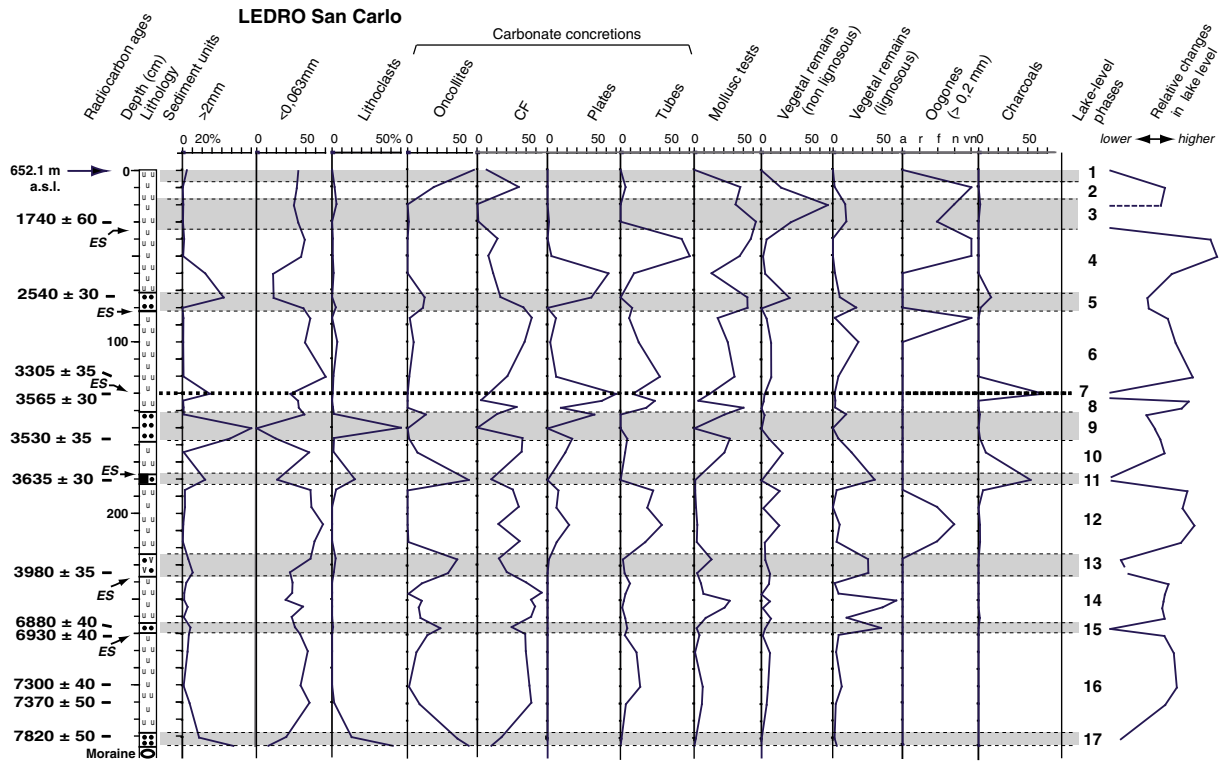 LEDRO San Carlo
Carbonate concretions
Radiocarbon ages
Depth (cm)
Lithology
Sediment units
>2mm
<0,063mm
Lithoclasts
Oncolites
CF
Plates
Tubes
Mollusc tests
Vegetal remains
(non lignosous)
Vegetal remains
(lignosous)
Oogones
(> 0,2 mm)
Charcoals
Lake-level
phases
Relative changes
in lake level
lower higher
0 20% 0 50 0 50% 0 50 0 50 0 50 0 50 0 50 0 50 0 50 a r f n vn 0 50
652.1 m
a.s.l.
0
1
2
1740 ± 60
3
ES
4
2540 ± 30
5
ES
100
6
3305 ± 35
ES
7
3565 ± 30
8
9
3530 ± 35
10
ES
3635 ± 30
11
200
12
13
3980 ± 35
ES
14
6880 ± 40
15
6930 ± 40
ES
7300 ± 40
16
7370 ± 50
7820 ± 50
17
Moraine